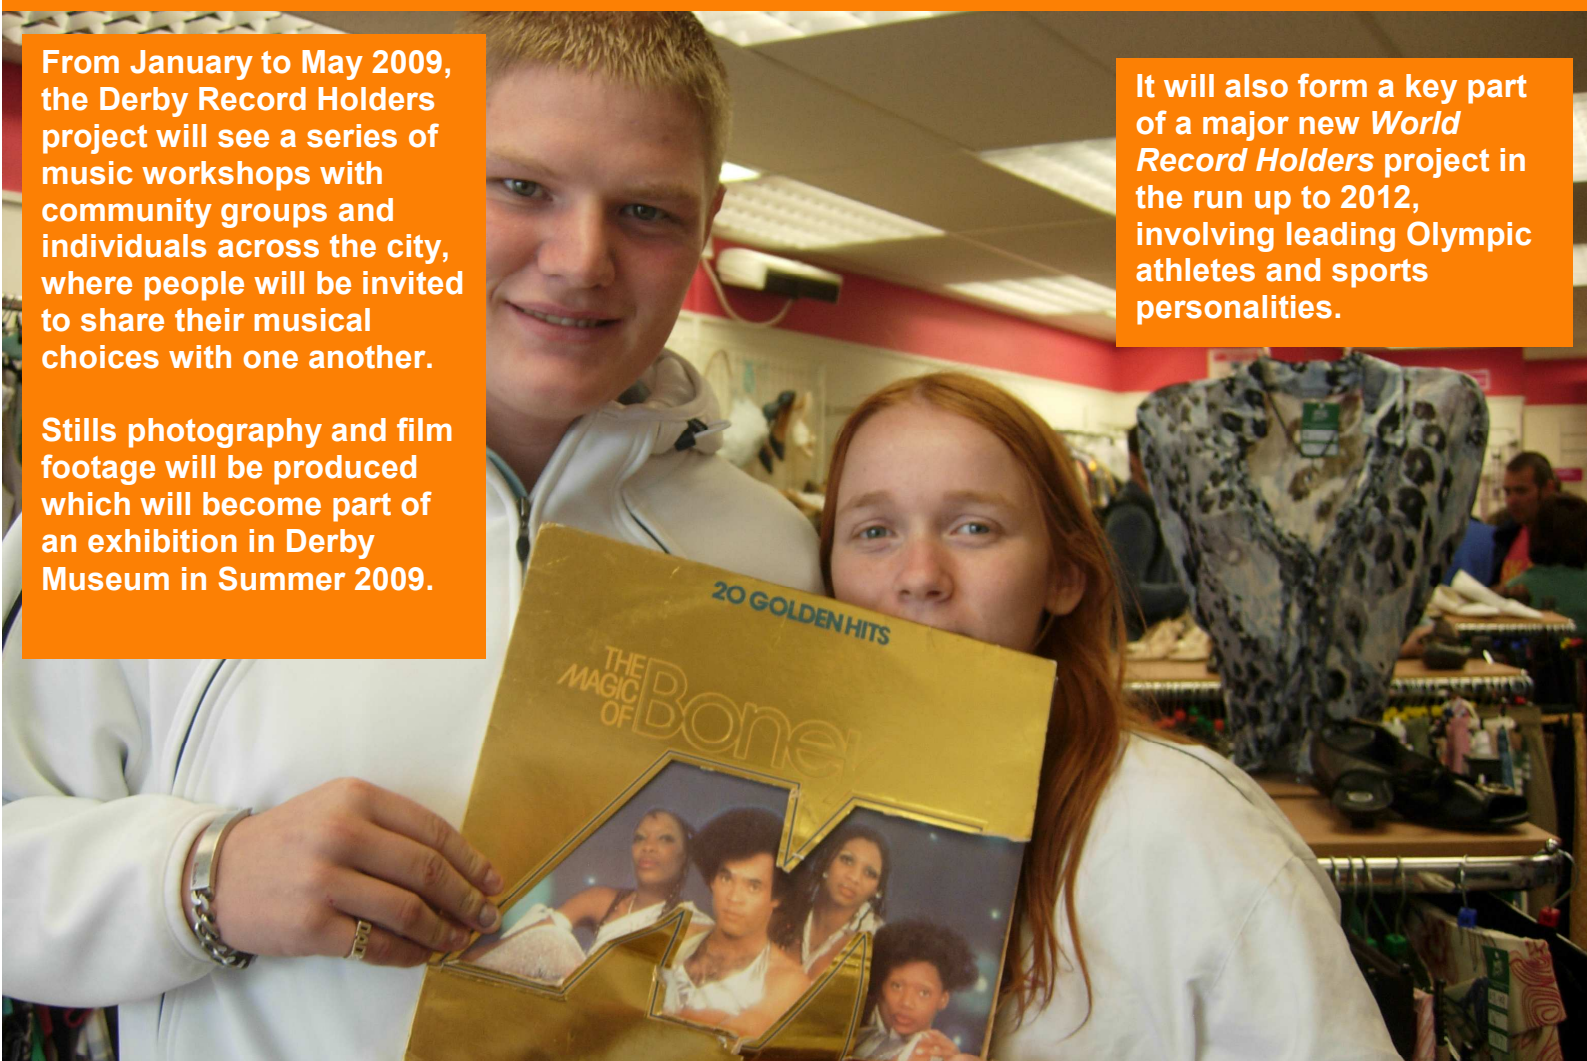 From January to May 2009,
the Derby Record Holders
project will see a series of
music workshops with
community groups and
individuals across the city,
where people will be invited
to share their musical
choices with one another.
Stills photography and film
footage will be produced
which will become part of
an exhibition in Derby
Museum in Summer 2009.
It will also form a key part
of a major new World
Record Holders project in
the run up to 2012,
involving leading Olympic
athletes and sports
personalities.
20 GOLDEN HITS
THE
MAGIC
OF
Boney
M